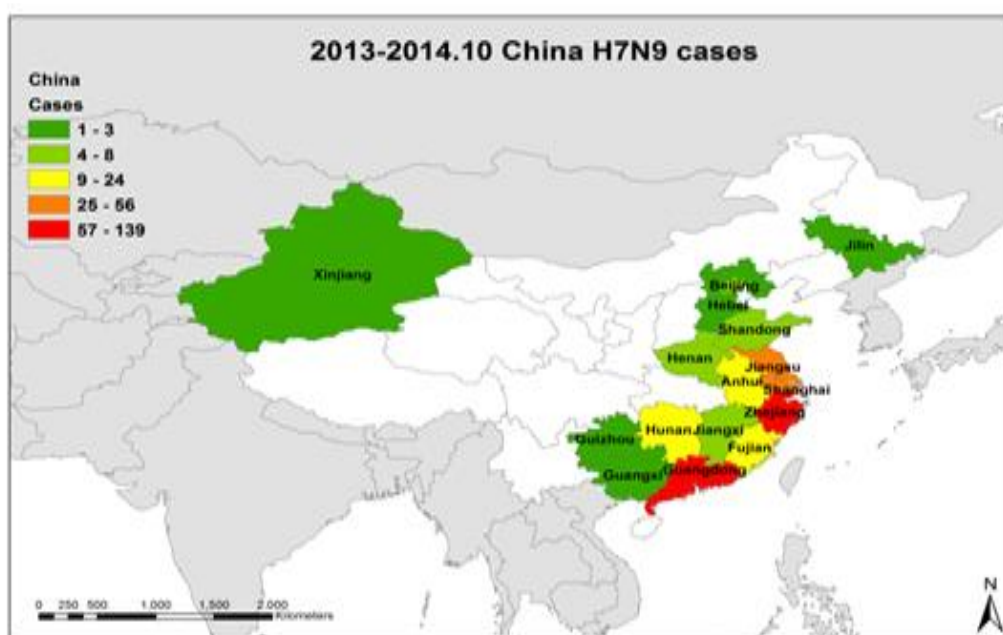 2013-2014.10 China H7N9 cases
China
Cases
1 - 3
4 - 8
9 - 24
25 - 56
57 - 139
Xinjiang
Jilin
Beijing
Hebei
Shandong
Henan
Jiangsu
Anhui
Shanghai
Zhejiang
Hunan
Jiangxi
Guizhou
Fujian
Guangdong
Guangxi
N
0 250 500 1,000 1,500 2,000
Kilometers